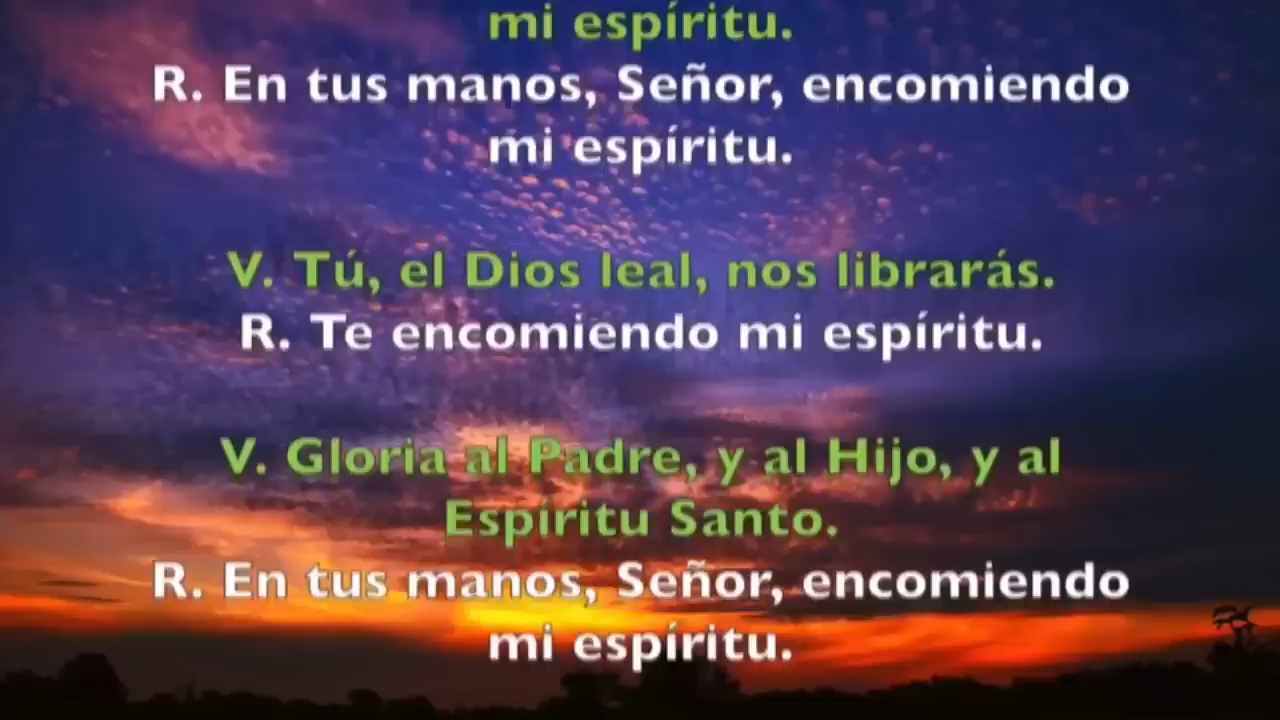 mi espíritu.
R. En tus manos, Señor, encomiendo
mi espíritu.
V. Tú, el Dios leal, nos librarás.
R. Te encomiendo mi espíritu.
V. Gloria al Padre, y al Hijo, y al
Espíritu Santo.
R. En tus manos, Señor, encomiendo
mi espíritu.